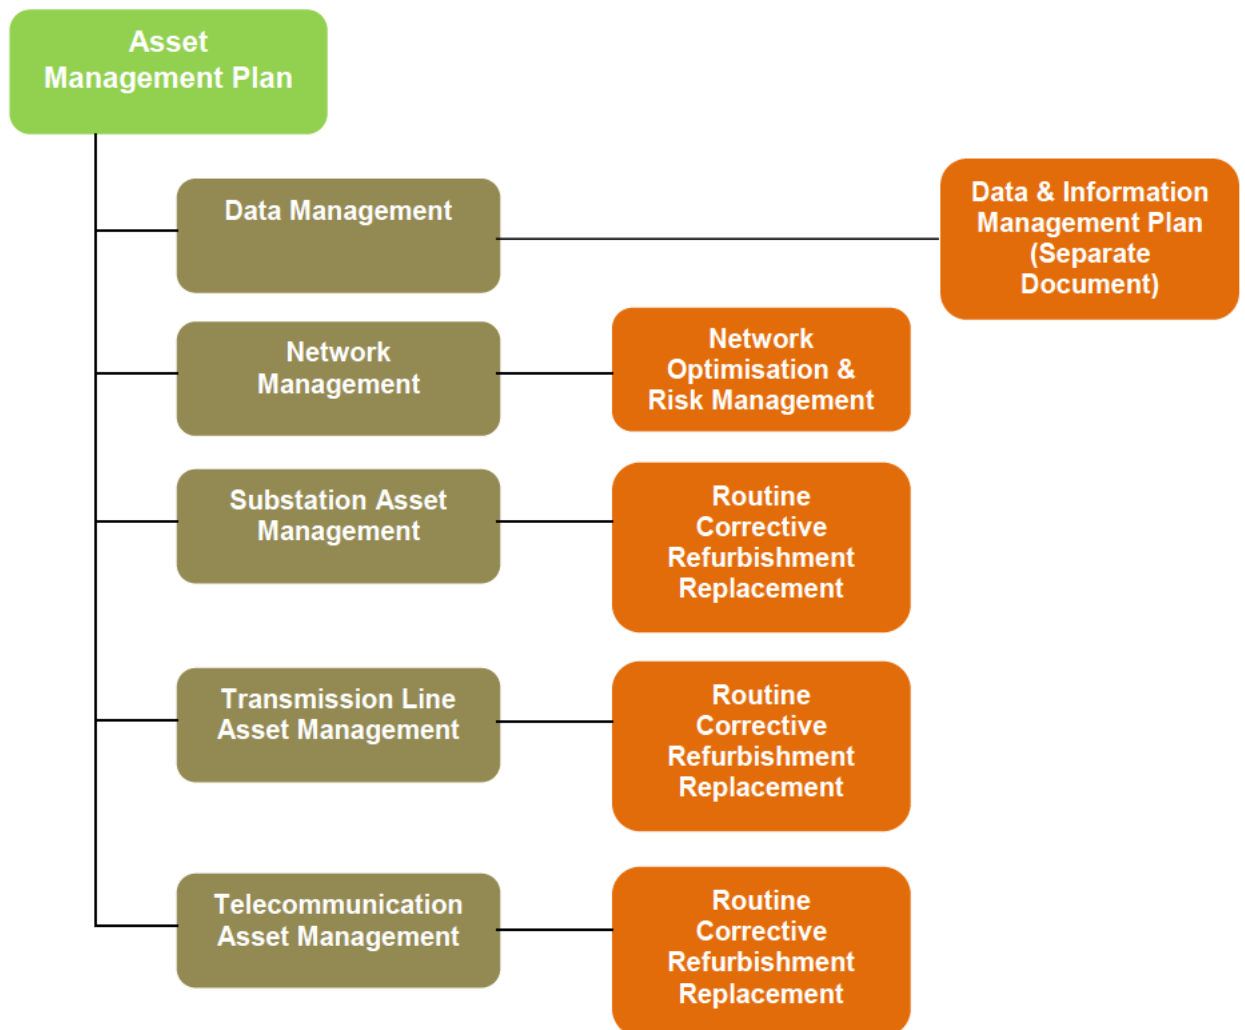 Asset
Management Plan
Data Management
Data & Information
Management Plan
(Separate
Document)
Network
Management
Network
Optimisation &
Risk Management
Substation Asset
Management
Routine
Corrective
Refurbishment
Replacement
Transmission Line
Asset Management
Routine
Corrective
Refurbishment
Replacement
Telecommunication
Asset Management
Routine
Corrective
Refurbishment
Replacement